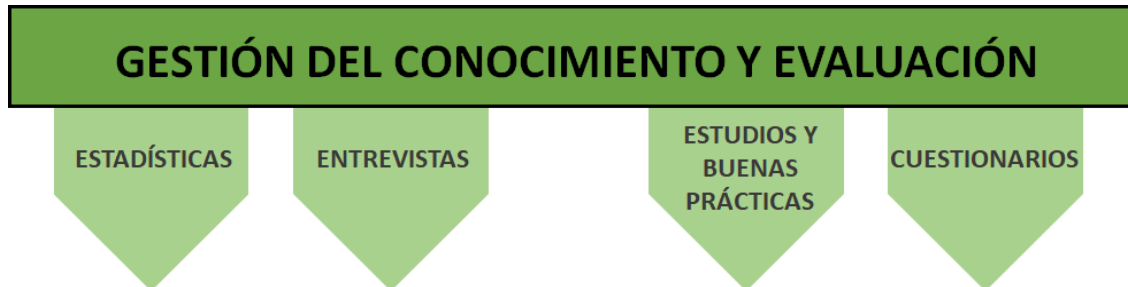 GESTIÓN DEL CONOCIMIENTO Y EVALUACIÓN
ESTADÍSTICAS
ENTREVISTAS
ESTUDIOS Y
BUENAS
PRÁCTICAS
CUESTIONARIOS